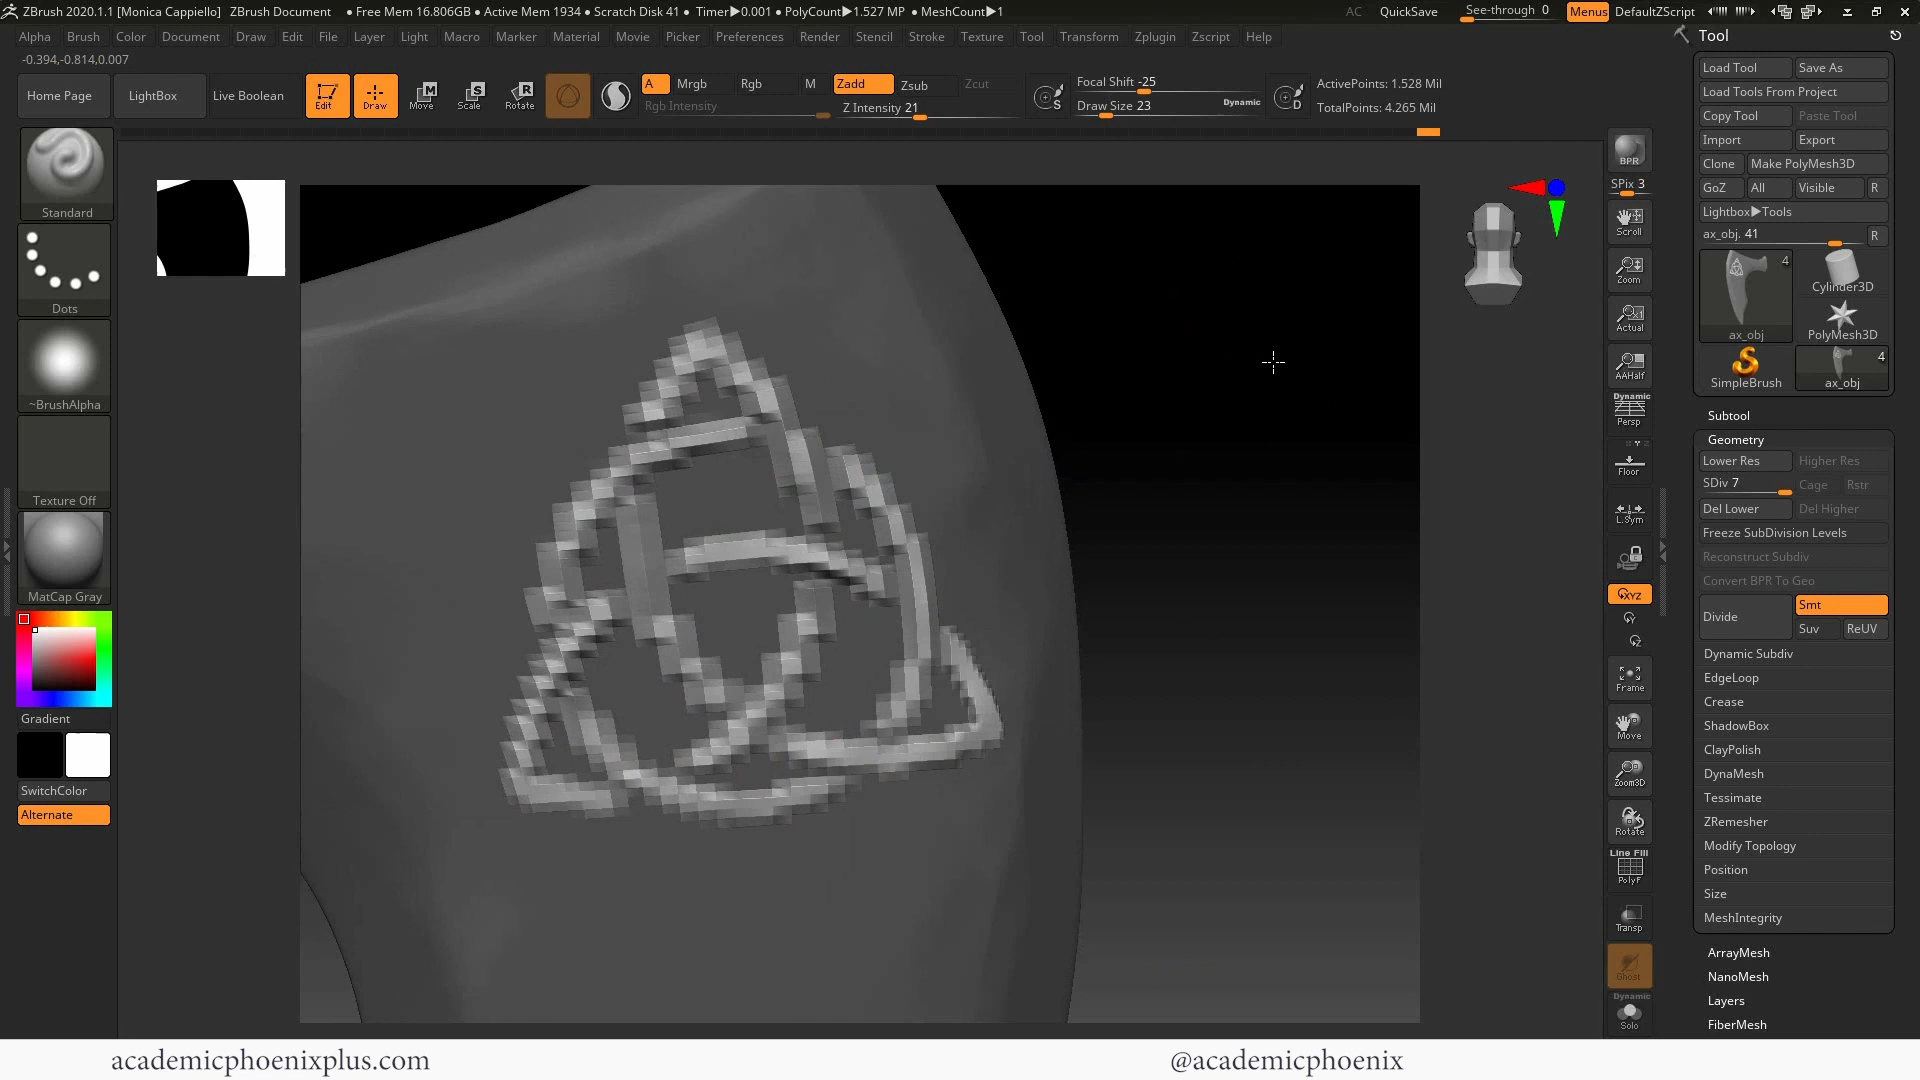 ZBrush 2020.1.1 [Monica Cappiello] ZBrush Document • Free Mem 16.806GB • Active Mem 1934 • Scratch Disk 41 • Timer▶0.001 • PolyCount▶1.527 MP • MeshCount▶1 AC QuickSave See-through 0 Menus DefaultZScript
Alpha Brush Color Document Draw Edit File Layer Light Macro Marker Material Movie Picker Preferences Render Stencil Stroke Texture Tool Transform Zplugin Zscript Help
-0.394,-0.814,0.007
Home Page LightBox Live Boolean Edit Draw Move Scale Rotate
A Mrgb Rgb M Zadd Zsub Zcut
Rgb Intensity Z Intensity 21
Focal Shift -25
Draw Size 23 Dynamic
ActivePoints: 1.528 Mil
TotalPoints: 4.265 Mil
Standard
Dots
~BrushAlpha
Texture Off
MatCap Gray
Gradient
SwitchColor
Alternate
BPR
SPix 3
Scroll
Zoom
Actual
AAHalf
Dynamic
Persp
Floor
L.Sym
XYZ
Frame
Move
Zoom3D
Rotate
Line Fill
PolyF
Transp
Ghost
Dynamic
Solo
Tool
Load Tool Save As
Load Tools From Project
Copy Tool Paste Tool
Import Export
Clone Make PolyMesh3D
GoZ All Visible R
Lightbox▶Tools
ax_obj. 41 R
4
Cylinder3D
ax_obj PolyMesh3D
4
SimpleBrush ax_obj
Subtool
Geometry
Lower Res Higher Res
SDiv 7 Cage Rstr
Del Lower Del Higher
Freeze SubDivision Levels
Reconstruct Subdiv
Convert BPR To Geo
Divide Smt
Suv ReUV
Dynamic Subdiv
EdgeLoop
Crease
ShadowBox
ClayPolish
DynaMesh
Tessimate
ZRemesher
Modify Topology
Position
Size
MeshIntegrity
ArrayMesh
NanoMesh
Layers
FiberMesh
academicphoenixplus.com @academicphoenix